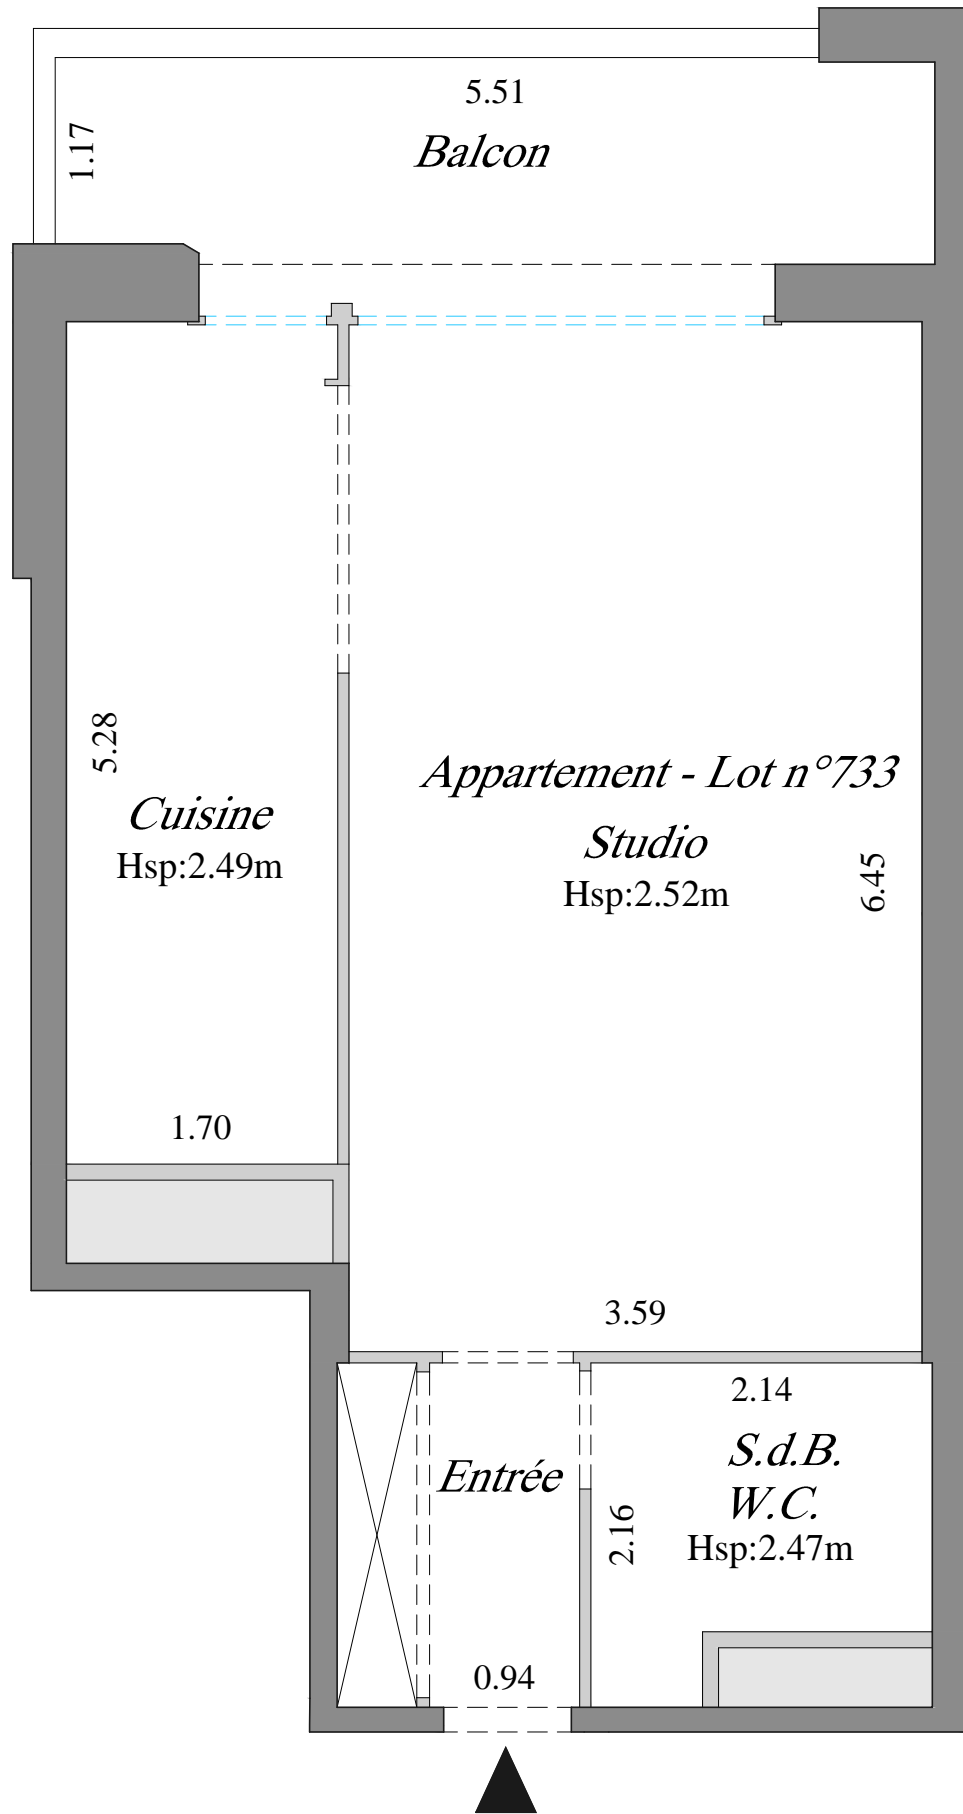 5.51
1.17
Balcon
5.28
Cuisine
Hsp:2.49m
Appartement - Lot n°733
Studio
Hsp:2.52m
6.45
1.70
3.59
2.14
S.d.B.
W.C.
Hsp:2.47m
Entrée
2.16
0.94